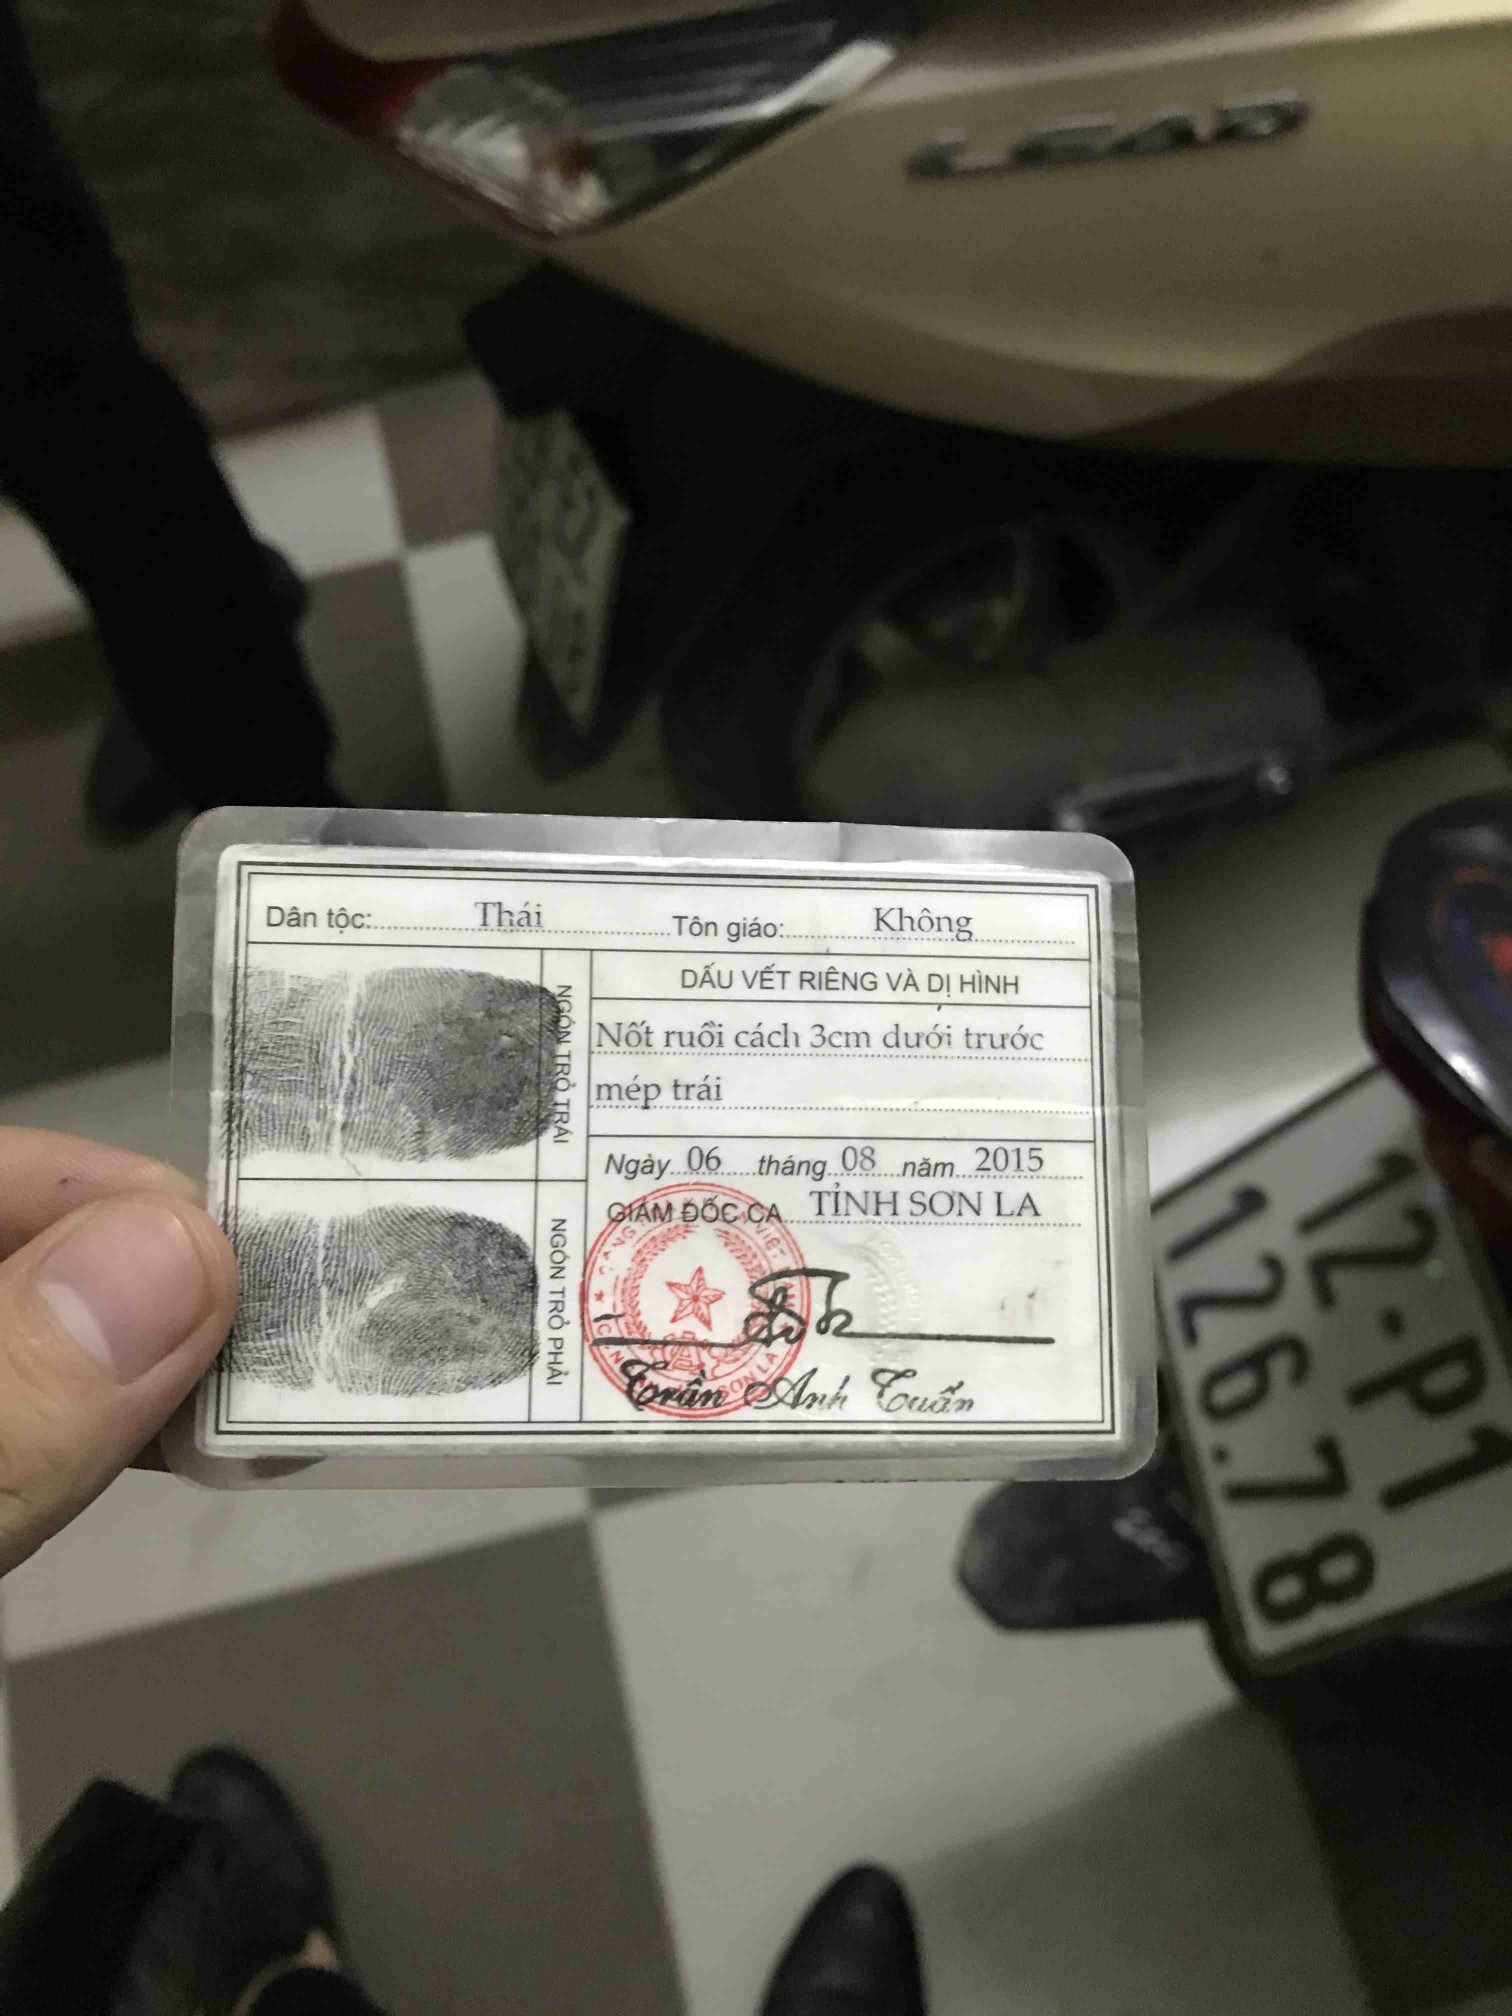 LEAD
Dân tộc: Thái Tôn giáo: Không
NGÓN TRỎ TRÁI
DẤU VẾT RIÊNG VÀ DỊ HÌNH
Nốt ruồi cách 3cm dưới trước
mép trái
Ngày 06 tháng 08 năm 2015
GIÁM ĐỐC CA TỈNH SƠN LA
NGÓN TRỎ PHẢI
Trần Anh Tuấn
12-P1
126.78